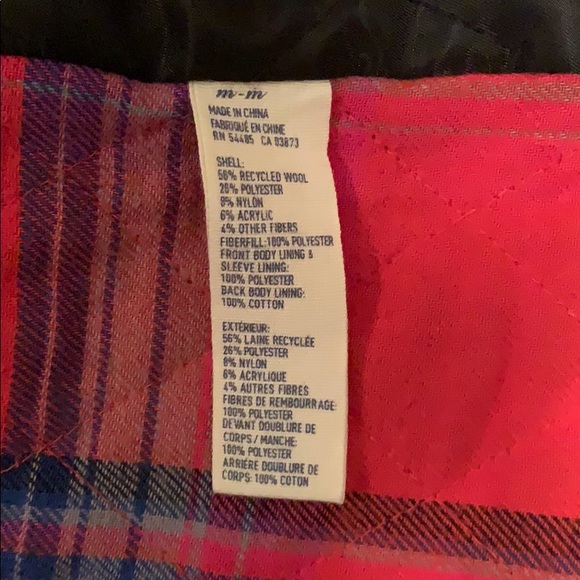 m-m
MADE IN CHINA
FABRIQUÉ EN CHINE
RN 54485 CA 03873
SHELL:
56% RECYCLED WOOL
26% POLYESTER
8% NYLON
6% ACRYLIC
4% OTHER FIBERS
FIBERFILL:100% POLYESTER
FRONT BODY LINING &
SLEEVE LINING:
100% POLYESTER
BACK BODY LINING:
100% COTTON
EXTÉRIEUR:
56% LAINE RECYCLÉE
26% POLYESTER
8% NYLON
6% ACRYLIQUE
4% AUTRES FIBRES
FIBRES DE REMBOURRAGE:
100% POLYESTER
DEVANT DOUBLURE DE
CORPS/MANCHE:
100% POLYESTER
ARRIÈRE DOUBLURE DE
CORPS: 100% COTON